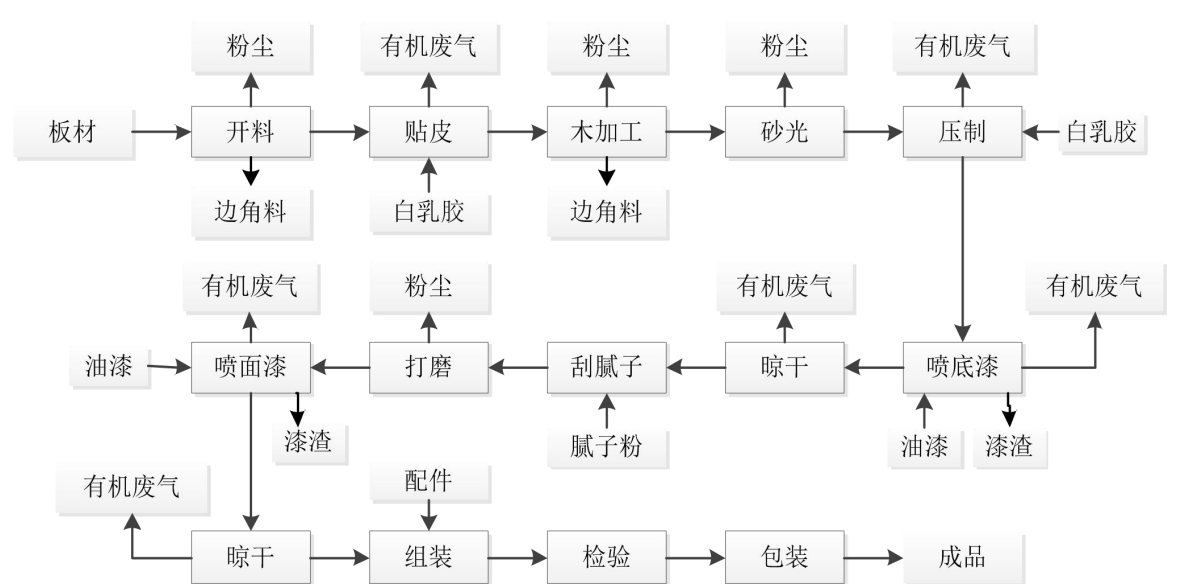 粉尘
有机废气
粉尘
粉尘
有机废气
板材
开料
贴皮
木加工
砂光
压制
白乳胶
边角料
白乳胶
边角料
有机废气
粉尘
有机废气
有机废气
油漆
喷面漆
打磨
刮腻子
晾干
喷底漆
漆渣
腻子粉
油漆
漆渣
有机废气
配件
晾干
组装
检验
包装
成品